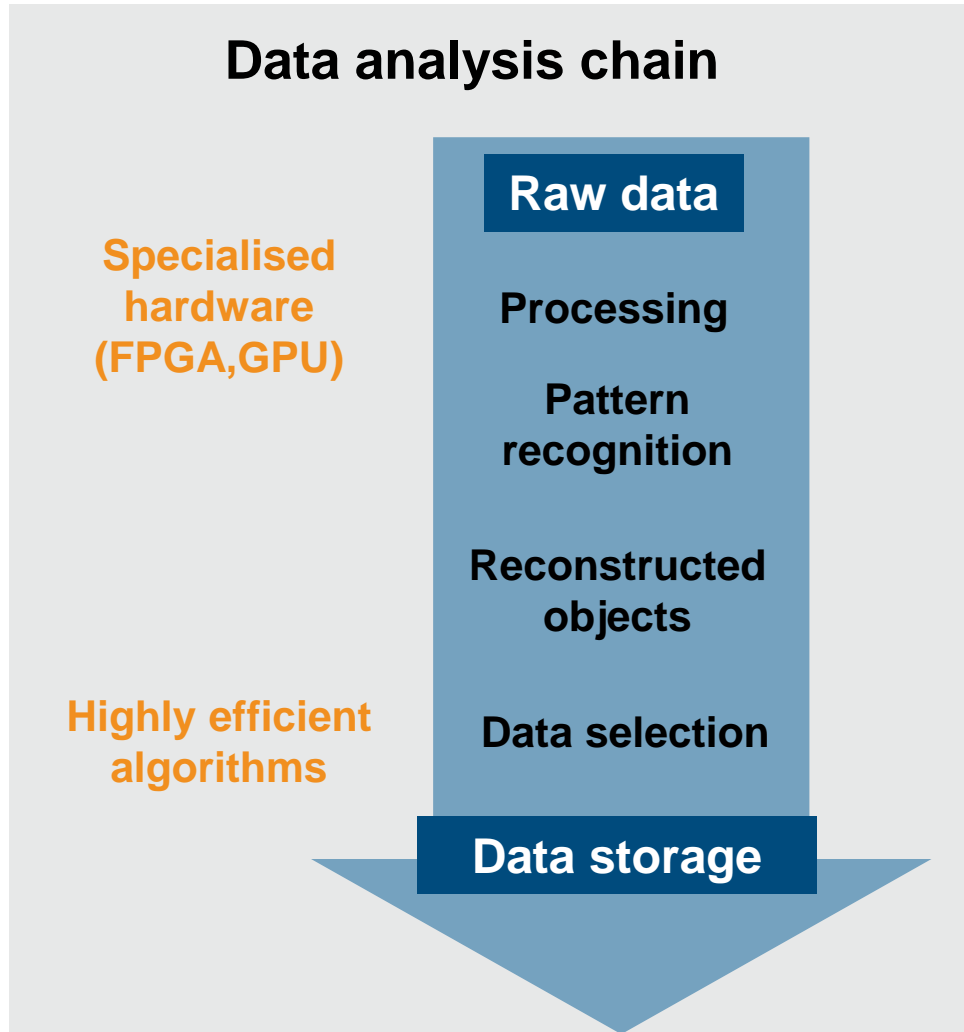 Data analysis chain
Raw data
Specialised
hardware
(FPGA,GPU)
Processing
Pattern
recognition
Reconstructed
objects
Highly efficient
algorithms
Data selection
Data storage